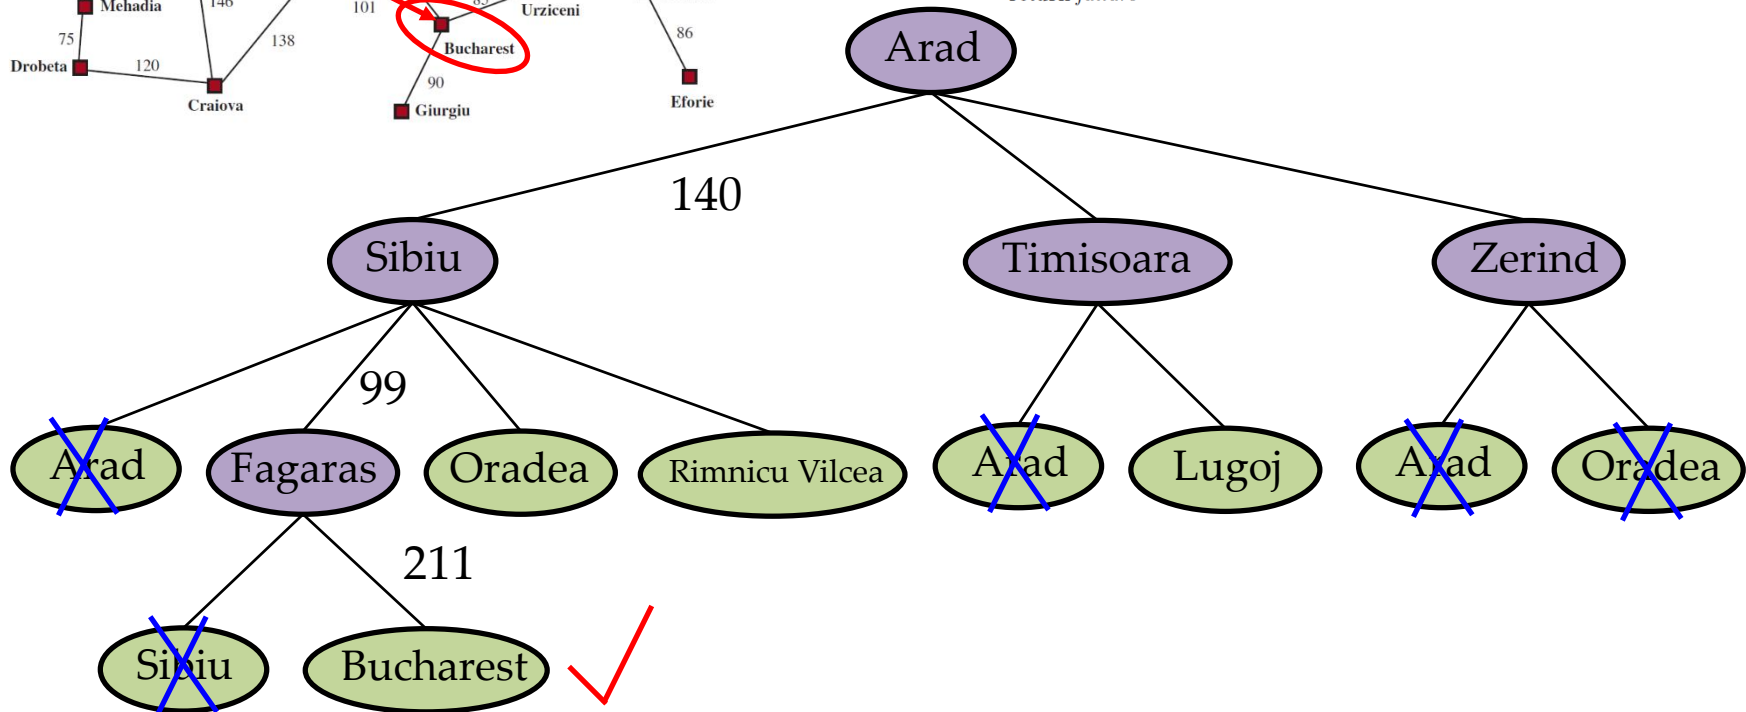 Mehadia
146
101
85
Urziceni
75
138
Bucharest
86
Drobeta
120
90
Craiova
Giurgiu
Eforie
Arad
140
Sibiu
Timisoara
Zerind
99
Arad
Fagaras
Oradea
Rimnicu Vilcea
Arad
Lugoj
Arad
Oradea
211
Sibiu
Bucharest